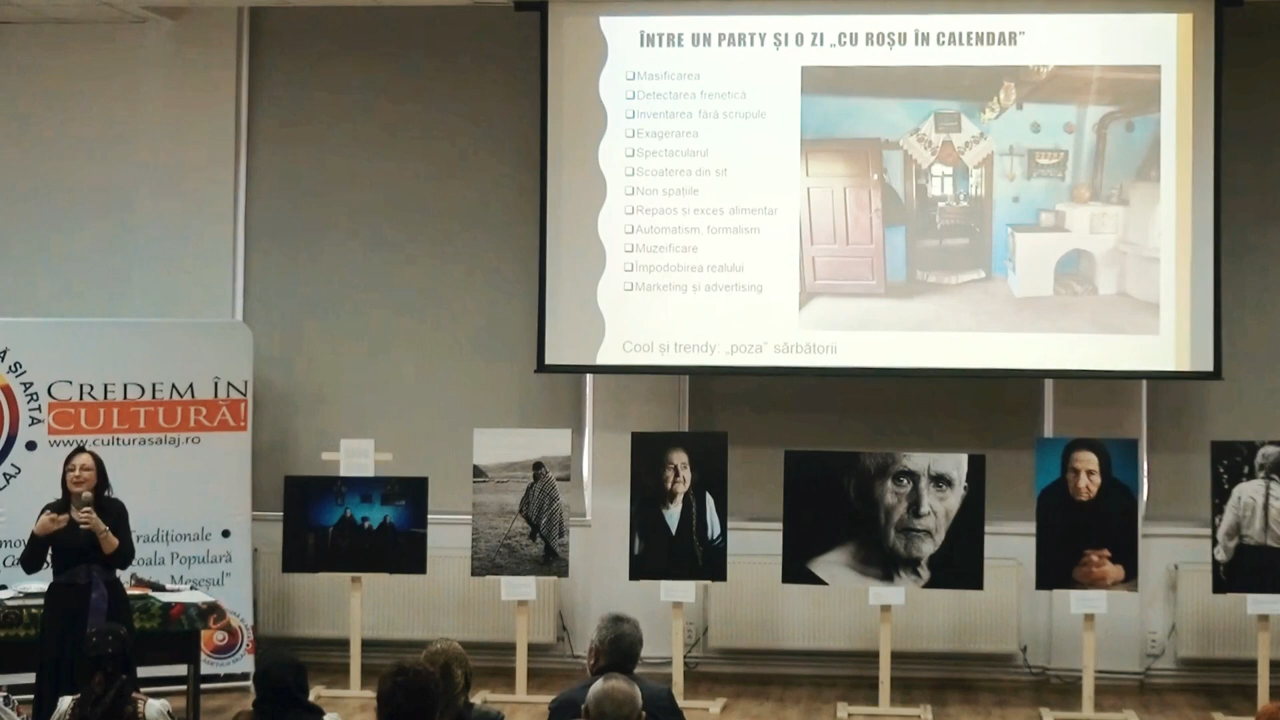 ÎNTRE UN PARTY ȘI O ZI „CU ROȘU ÎN CALENDAR”
Masificarea
Detectarea frenetică
Inventarea fără scrupule
Exagerarea
Spectacularul
Scoaterea din sit
Non spațiile
Repaos și exces alimentar
Automatism, formalism
Muzeificare
Împodobirea realului
Marketing și advertising
Cool și trendy: „poza” sărbătorii
ȘI ARTĂ
CREDEM ÎN
CULTURĂ!
www.culturasalaj.ro
Tradiționale
Școala Populară
Meseșul”